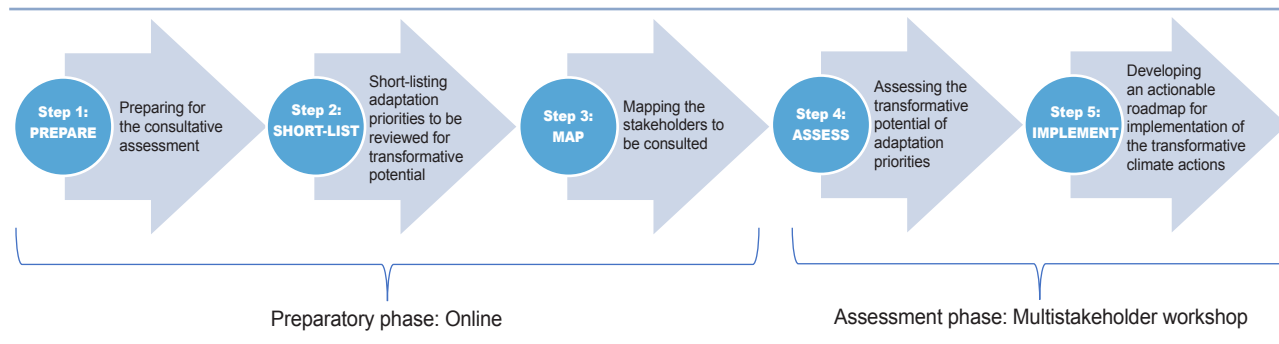 Step 1:
PREPARE
Preparing for
the consultative
assessment
Step 2:
SHORT-LIST
Short-listing
adaptation
priorities to be
reviewed for
transformative
potential
Step 3:
MAP
Mapping the
stakeholders to
be consulted
Step 4:
ASSESS
Assessing the
transformative
potential of
adaptation
priorities
Step 5:
IMPLEMENT
Developing
an actionable
roadmap for
implementation of
the transformative
climate actions
Preparatory phase: Online
Assessment phase: Multistakeholder workshop